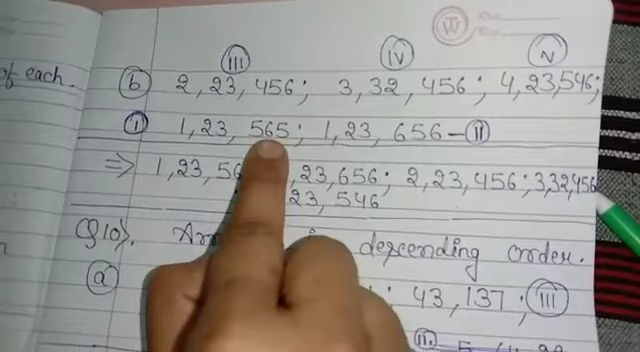 of each.
III IV V
b 2,23,456; 3,32,456; 4,23,546;
I 1,23,565; 1,23,656 - II
⇒ 1,23,56 ,23,656; 2,23,456; 3,32,456
23,546
Q10). descending order.
a 43,137; III
II.